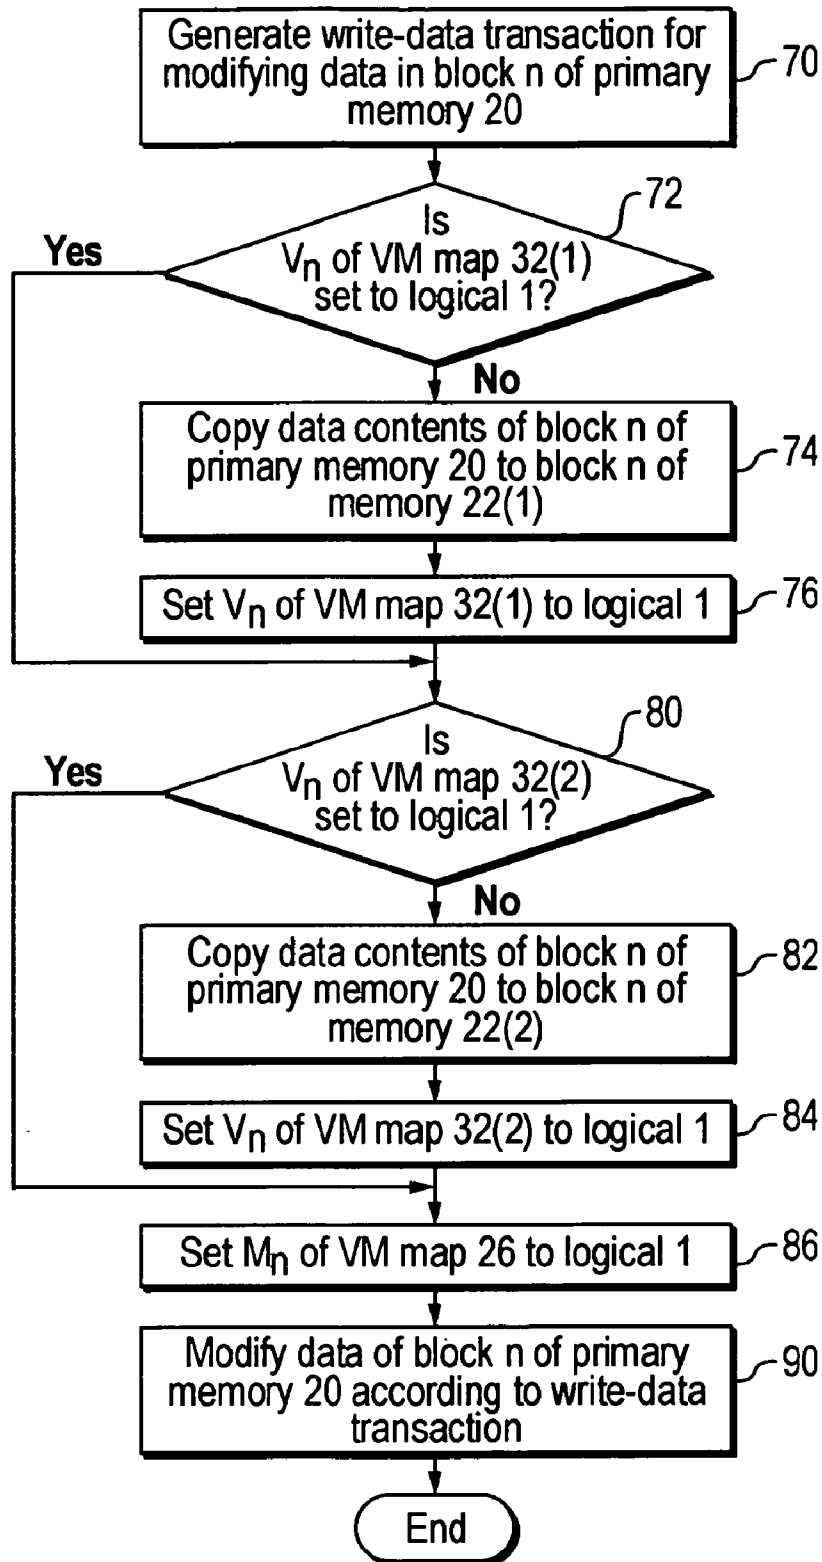 Generate write-data transaction for
modifying data in block n of primary
memory 20
70
72
Is
Vn of VM map 32(1)
set to logical 1?
Yes
No
Copy data contents of block n of
primary memory 20 to block n of
memory 22(1)
74
Set Vn of VM map 32(1) to logical 1
76
80
Is
Vn of VM map 32(2)
set to logical 1?
Yes
No
Copy data contents of block n of
primary memory 20 to block n of
memory 22(2)
82
Set Vn of VM map 32(2) to logical 1
84
Set Mn of VM map 26 to logical 1
86
Modify data of block n of primary
memory 20 according to write-data
transaction
90
End